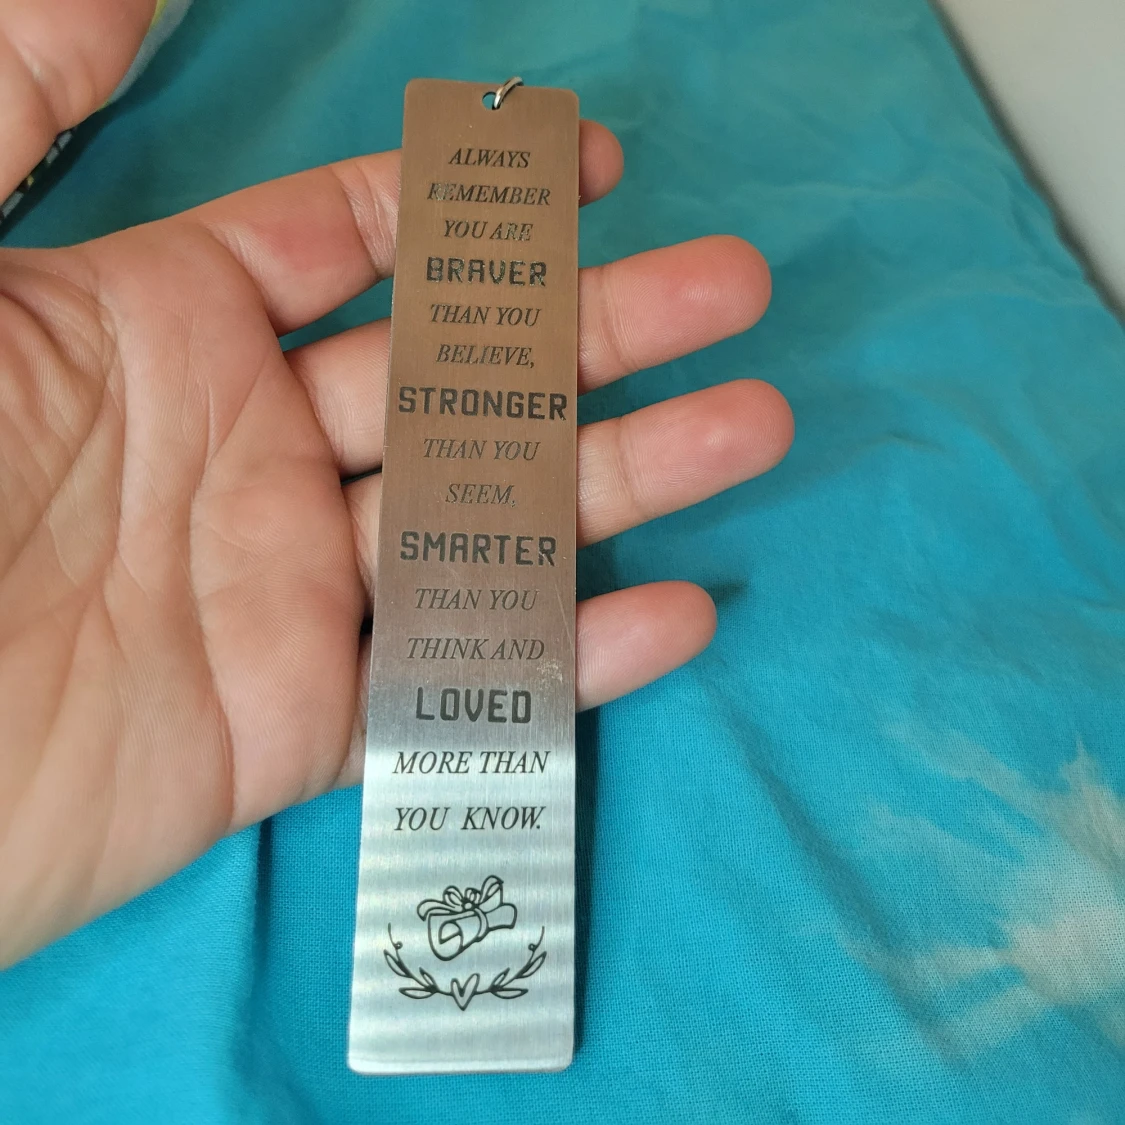 ALWAYS
REMEMBER
YOU ARE
BRAVER
THAN YOU
BELIEVE,
STRONGER
THAN YOU
SEEM,
SMARTER
THAN YOU
THINK AND
LOVED
MORE THAN
YOU KNOW.